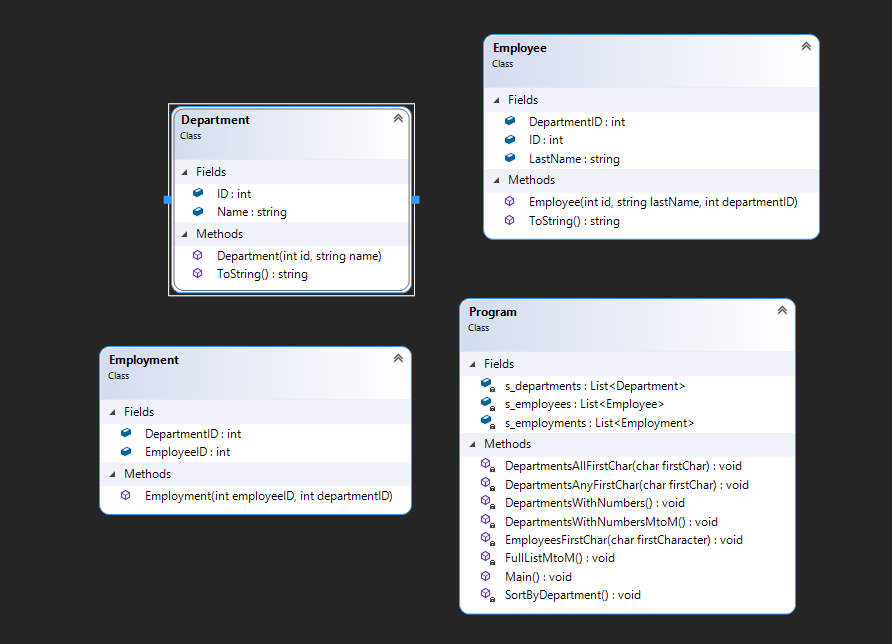 Department
Class
Fields
ID : int
Name : string
Methods
Department(int id, string name)
ToString() : string
Employee
Class
Fields
DepartmentID : int
ID : int
LastName : string
Methods
Employee(int id, string lastName, int departmentID)
ToString() : string
Employment
Class
Fields
DepartmentID : int
EmployeeID : int
Methods
Employment(int employeeID, int departmentID)
Program
Class
Fields
s_departments : List<Department>
s_employees : List<Employee>
s_employments : List<Employment>
Methods
DepartmentsAllFirstChar(char firstChar) : void
DepartmentsAnyFirstChar(char firstChar) : void
DepartmentsWithNumbers() : void
DepartmentsWithNumbersMtoM() : void
EmployeesFirstChar(char firstCharacter) : void
FullListMtoM() : void
Main() : void
SortByDepartment() : void